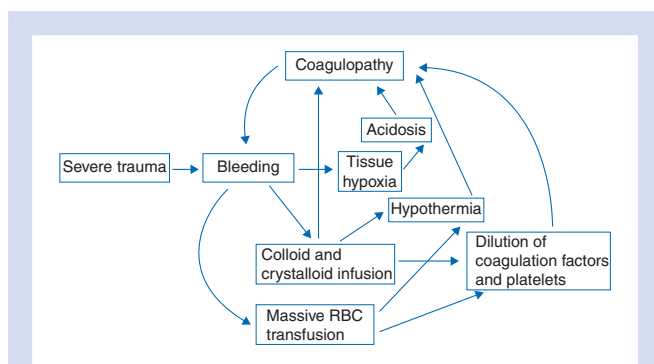 Coagulopathy
Acidosis
Severe trauma
Bleeding
Tissue
hypoxia
Hypothermia
Colloid and
crystalloid infusion
Dilution of
coagulation factors
and platelets
Massive RBC
transfusion